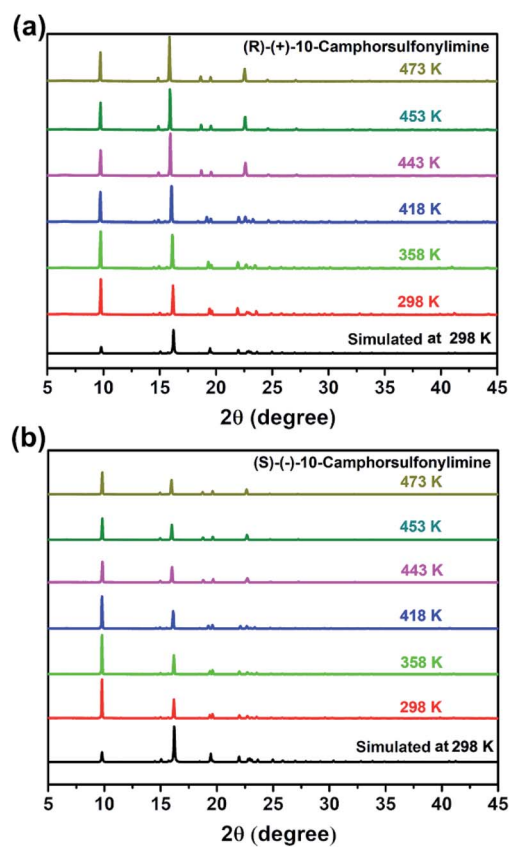 (a)
(R)-(+)-10-Camphorsulfonylimine
473 K
453 K
443 K
418 K
358 K
298 K
Simulated at 298 K
5 10 15 20 25 30 35 40 45
2θ (degree)
(b)
(S)-(-)-10-Camphorsulfonylimine
473 K
453 K
443 K
418 K
358 K
298 K
Simulated at 298 K
5 10 15 20 25 30 35 40 45
2θ (degree)